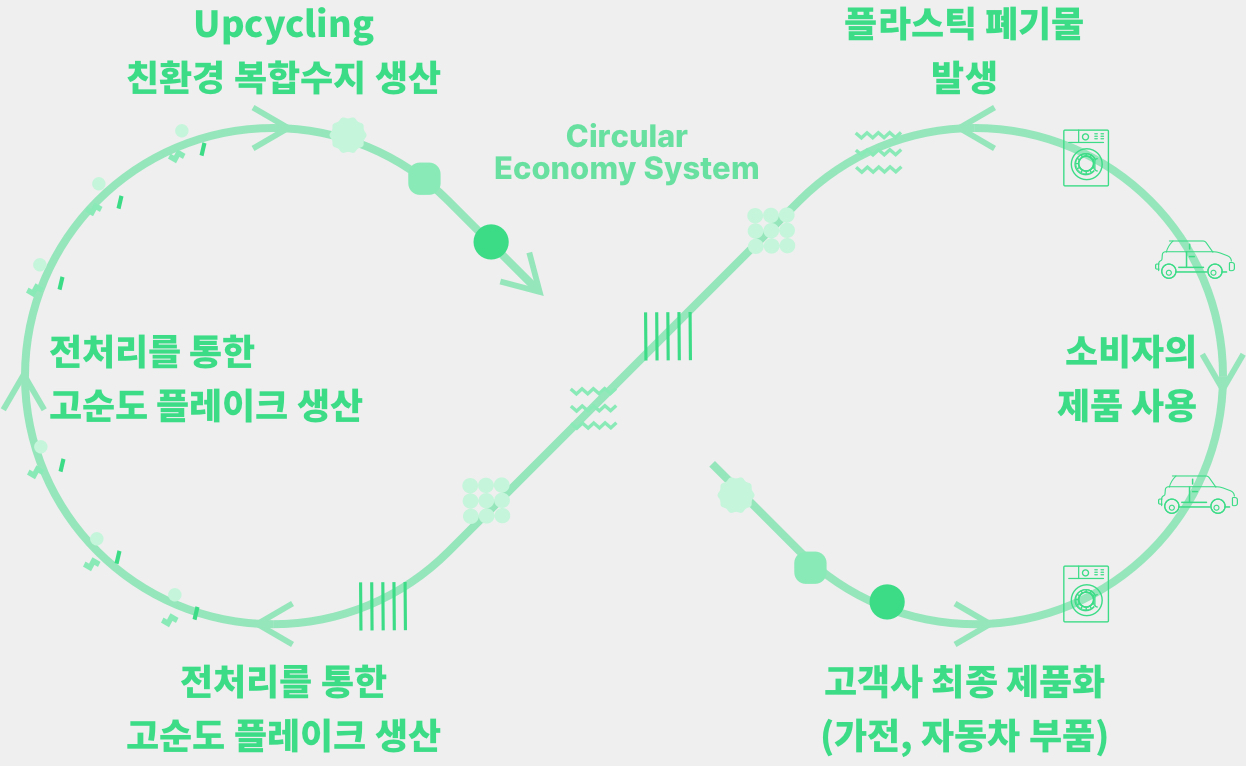 Upcycling
친환경 복합수지 생산
플라스틱 폐기물
발생
Circular
Economy System
전처리를 통한
고순도 플레이크 생산
소비자의
제품 사용
전처리를 통한
고순도 플레이크 생산
고객사 최종 제품화
(가전, 자동차 부품)